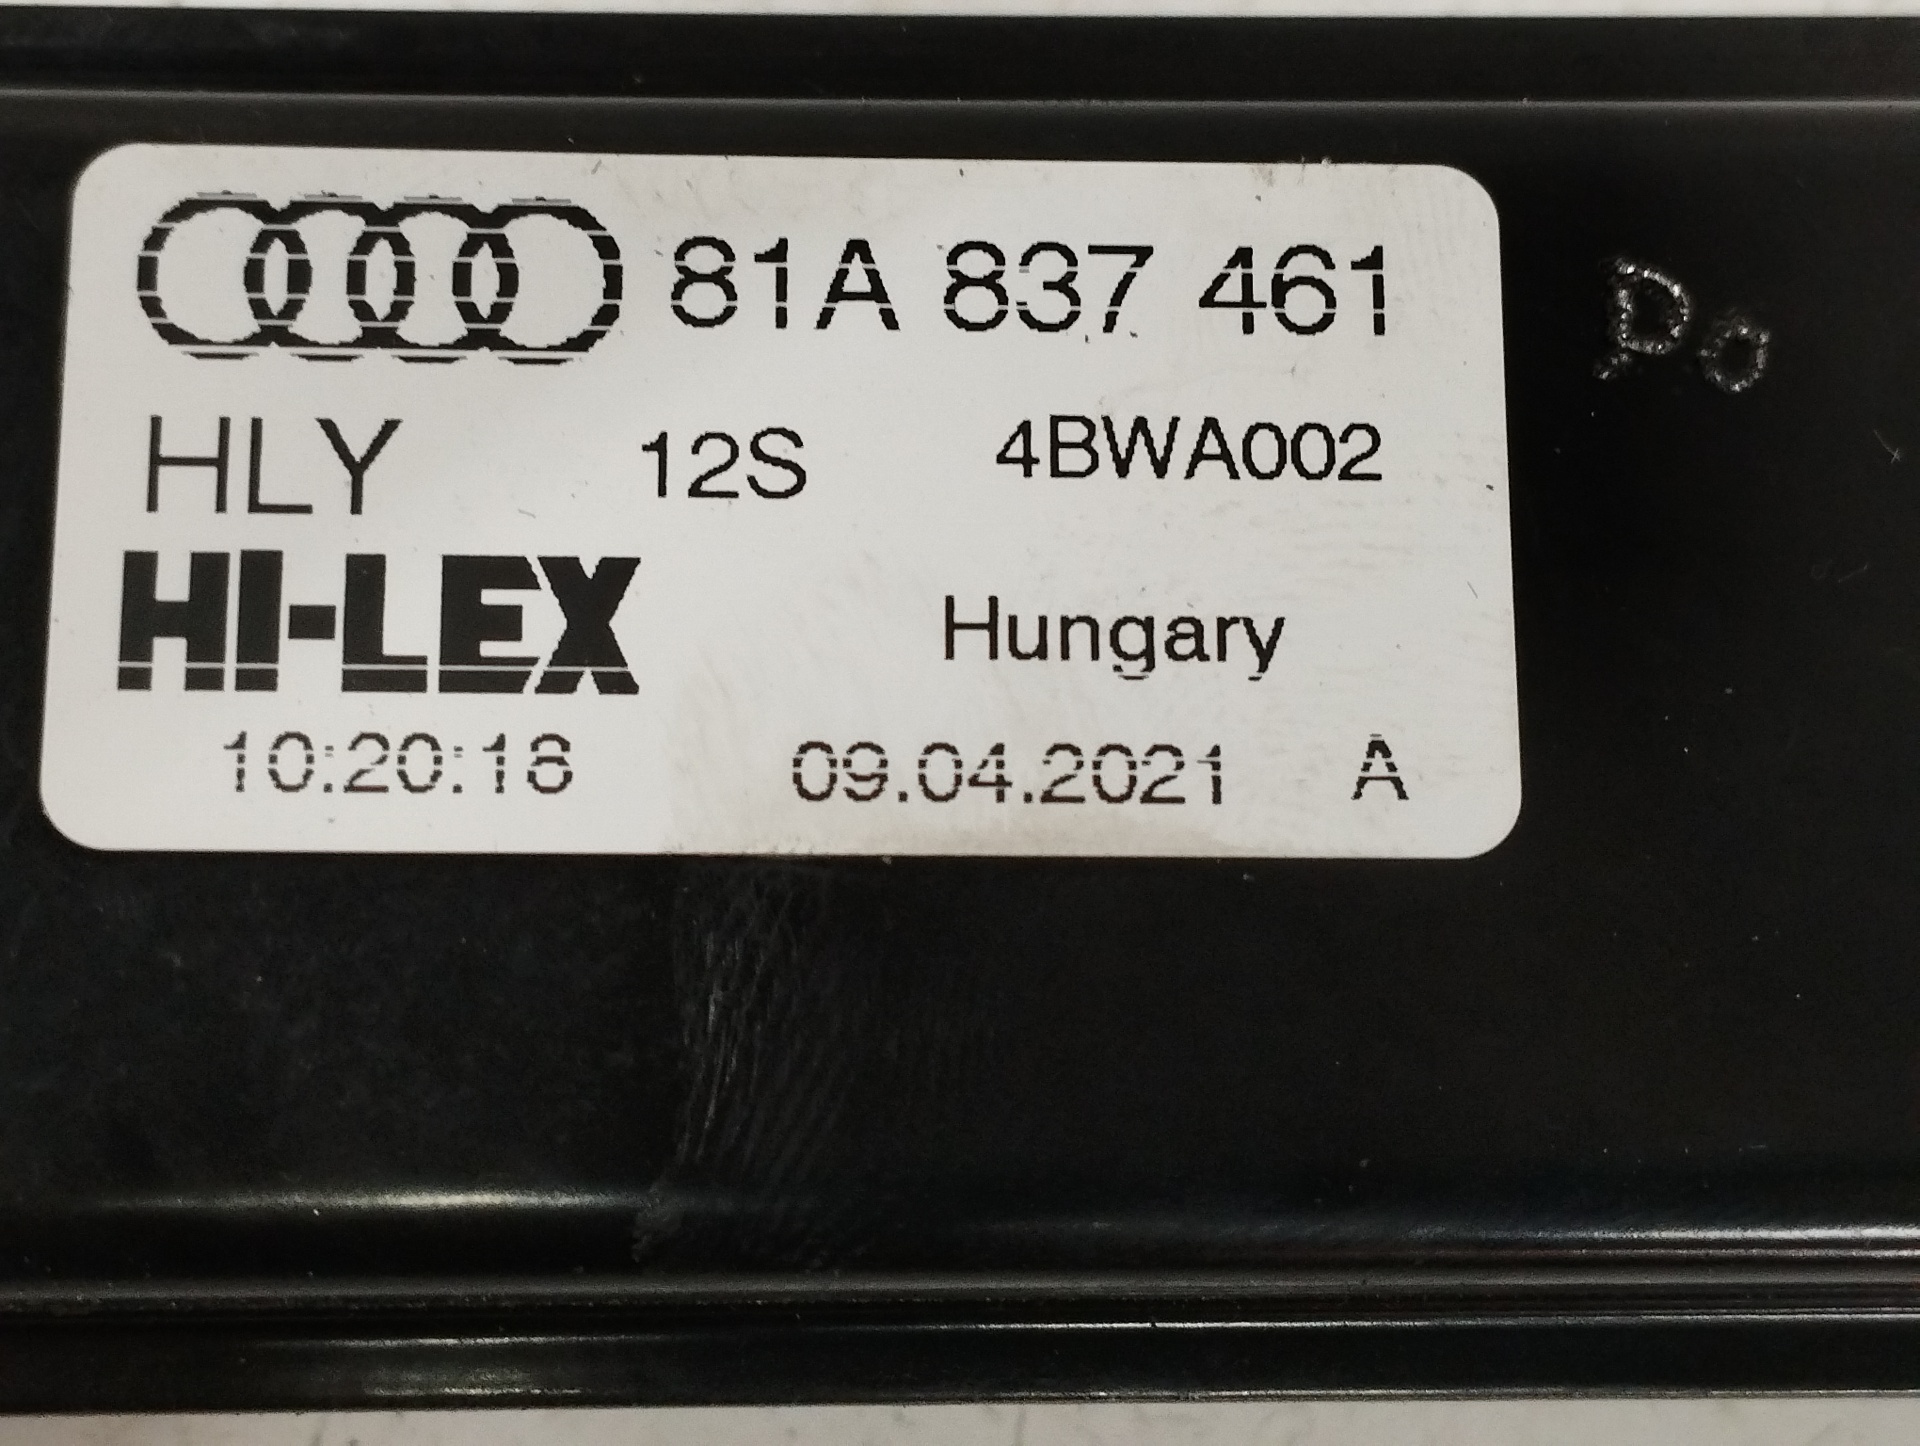 81A 837 461
HLY 12S 4BWA002
HI-LEX Hungary
10:20:18 09.04.2021 A